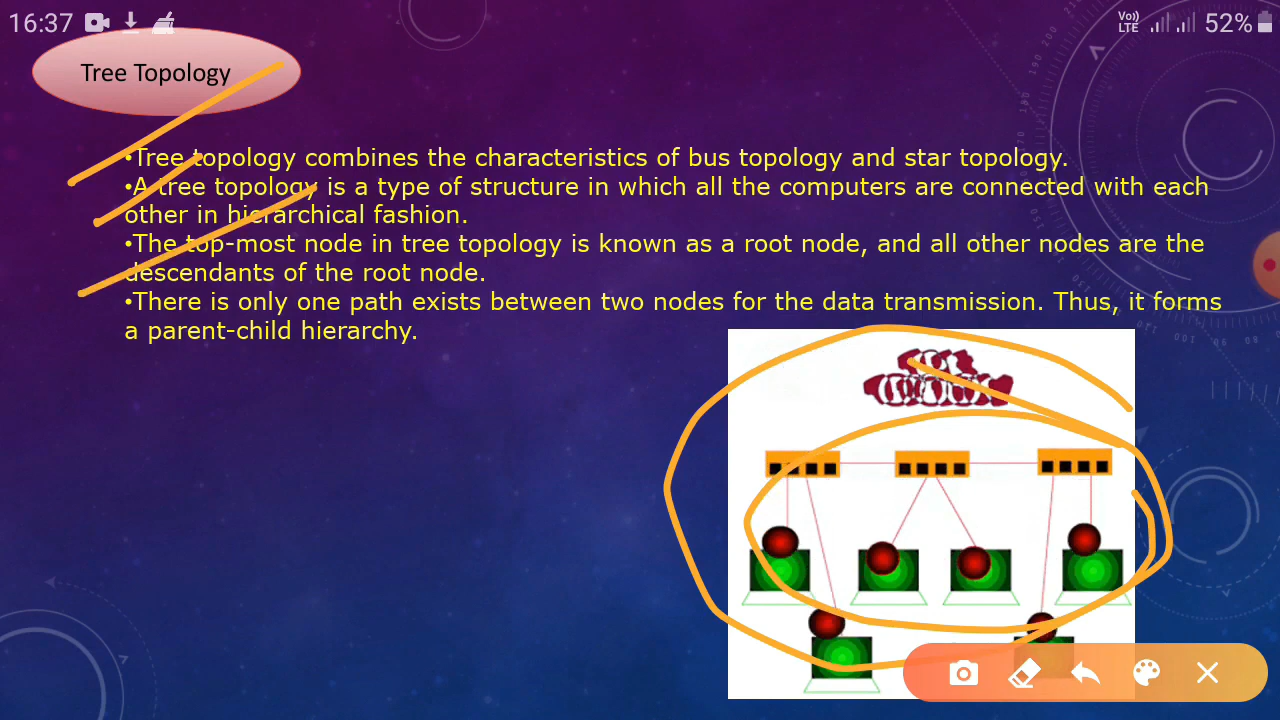 16:37
Vo)) LTE
52%
Tree Topology
•Tree topology combines the characteristics of bus topology and star topology.
•A tree topology is a type of structure in which all the computers are connected with each
other in hierarchical fashion.
•The top-most node in tree topology is known as a root node, and all other nodes are the
descendants of the root node.
•There is only one path exists between two nodes for the data transmission. Thus, it forms
a parent-child hierarchy.